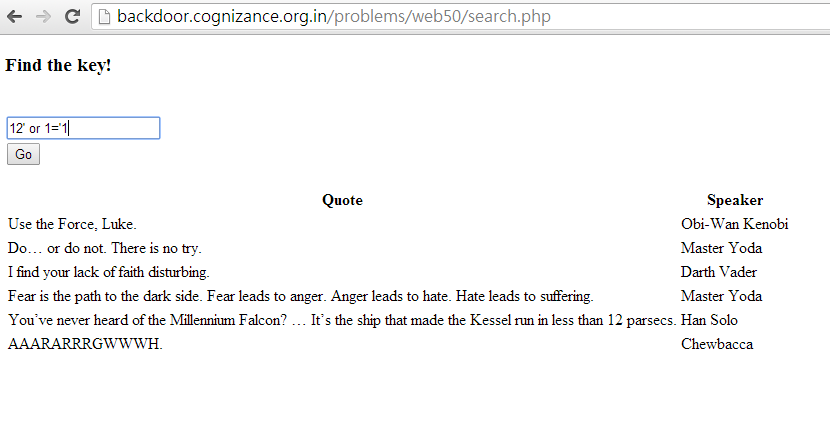 backdoor.cognizance.org.in/problems/web50/search.php
Find the key!
12' or 1='1
Go
Quote Speaker
Use the Force, Luke. Obi-Wan Kenobi
Do… or do not. There is no try. Master Yoda
I find your lack of faith disturbing. Darth Vader
Fear is the path to the dark side. Fear leads to anger. Anger leads to hate. Hate leads to suffering. Master Yoda
You’ve never heard of the Millennium Falcon? … It’s the ship that made the Kessel run in less than 12 parsecs. Han Solo
AAARARRRGWWWH. Chewbacca